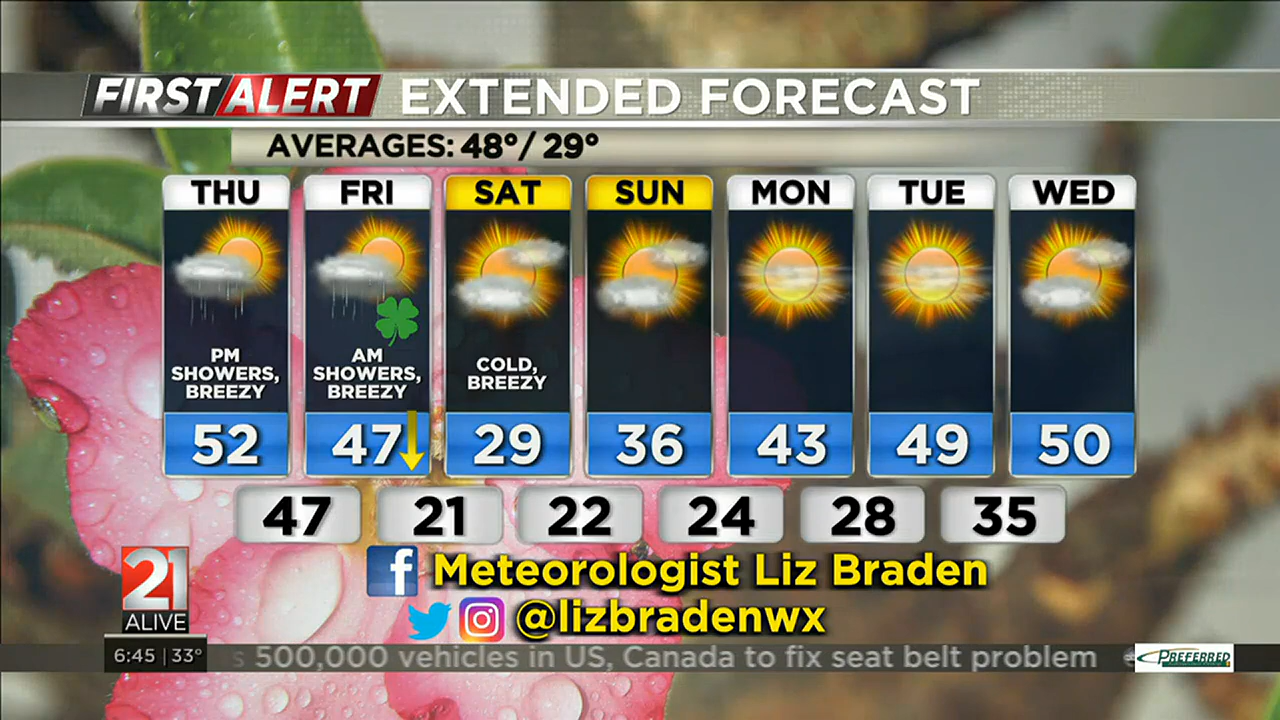 FIRST ALERT EXTENDED FORECAST
AVERAGES: 48°/ 29°
THU FRI SAT SUN MON TUE WED
PM SHOWERS, BREEZY
AM SHOWERS, BREEZY
COLD, BREEZY
52 47 29 36 43 49 50
47 21 22 24 28 35
f Meteorologist Liz Braden
@lizbradenwx
21
ALIVE
6:45 | 33° s 500,000 vehicles in US, Canada to fix seat belt problem PREFERRED